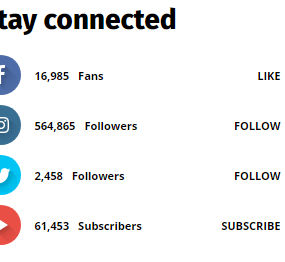 tay connected
16,985 Fans LIKE
564,865 Followers FOLLOW
2,458 Followers FOLLOW
61,453 Subscribers SUBSCRIBE